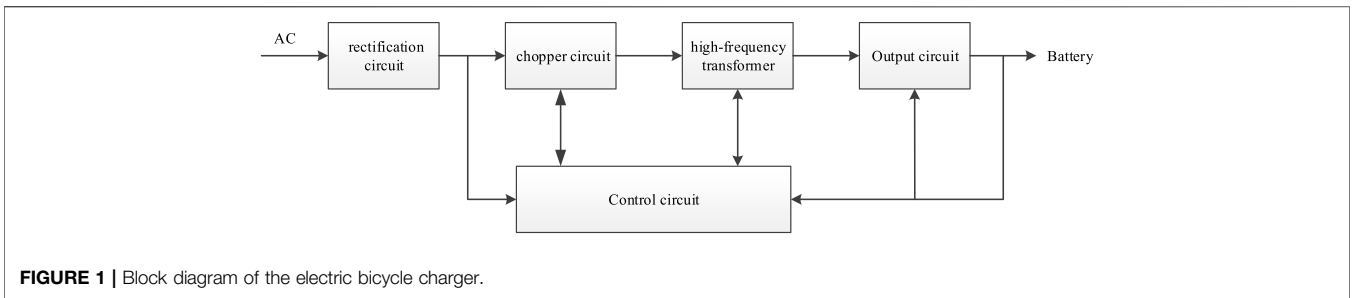 AC
rectification
circuit
chopper circuit
high-frequency
transformer
Output circuit
Battery
Control circuit
FIGURE 1 | Block diagram of the electric bicycle charger.